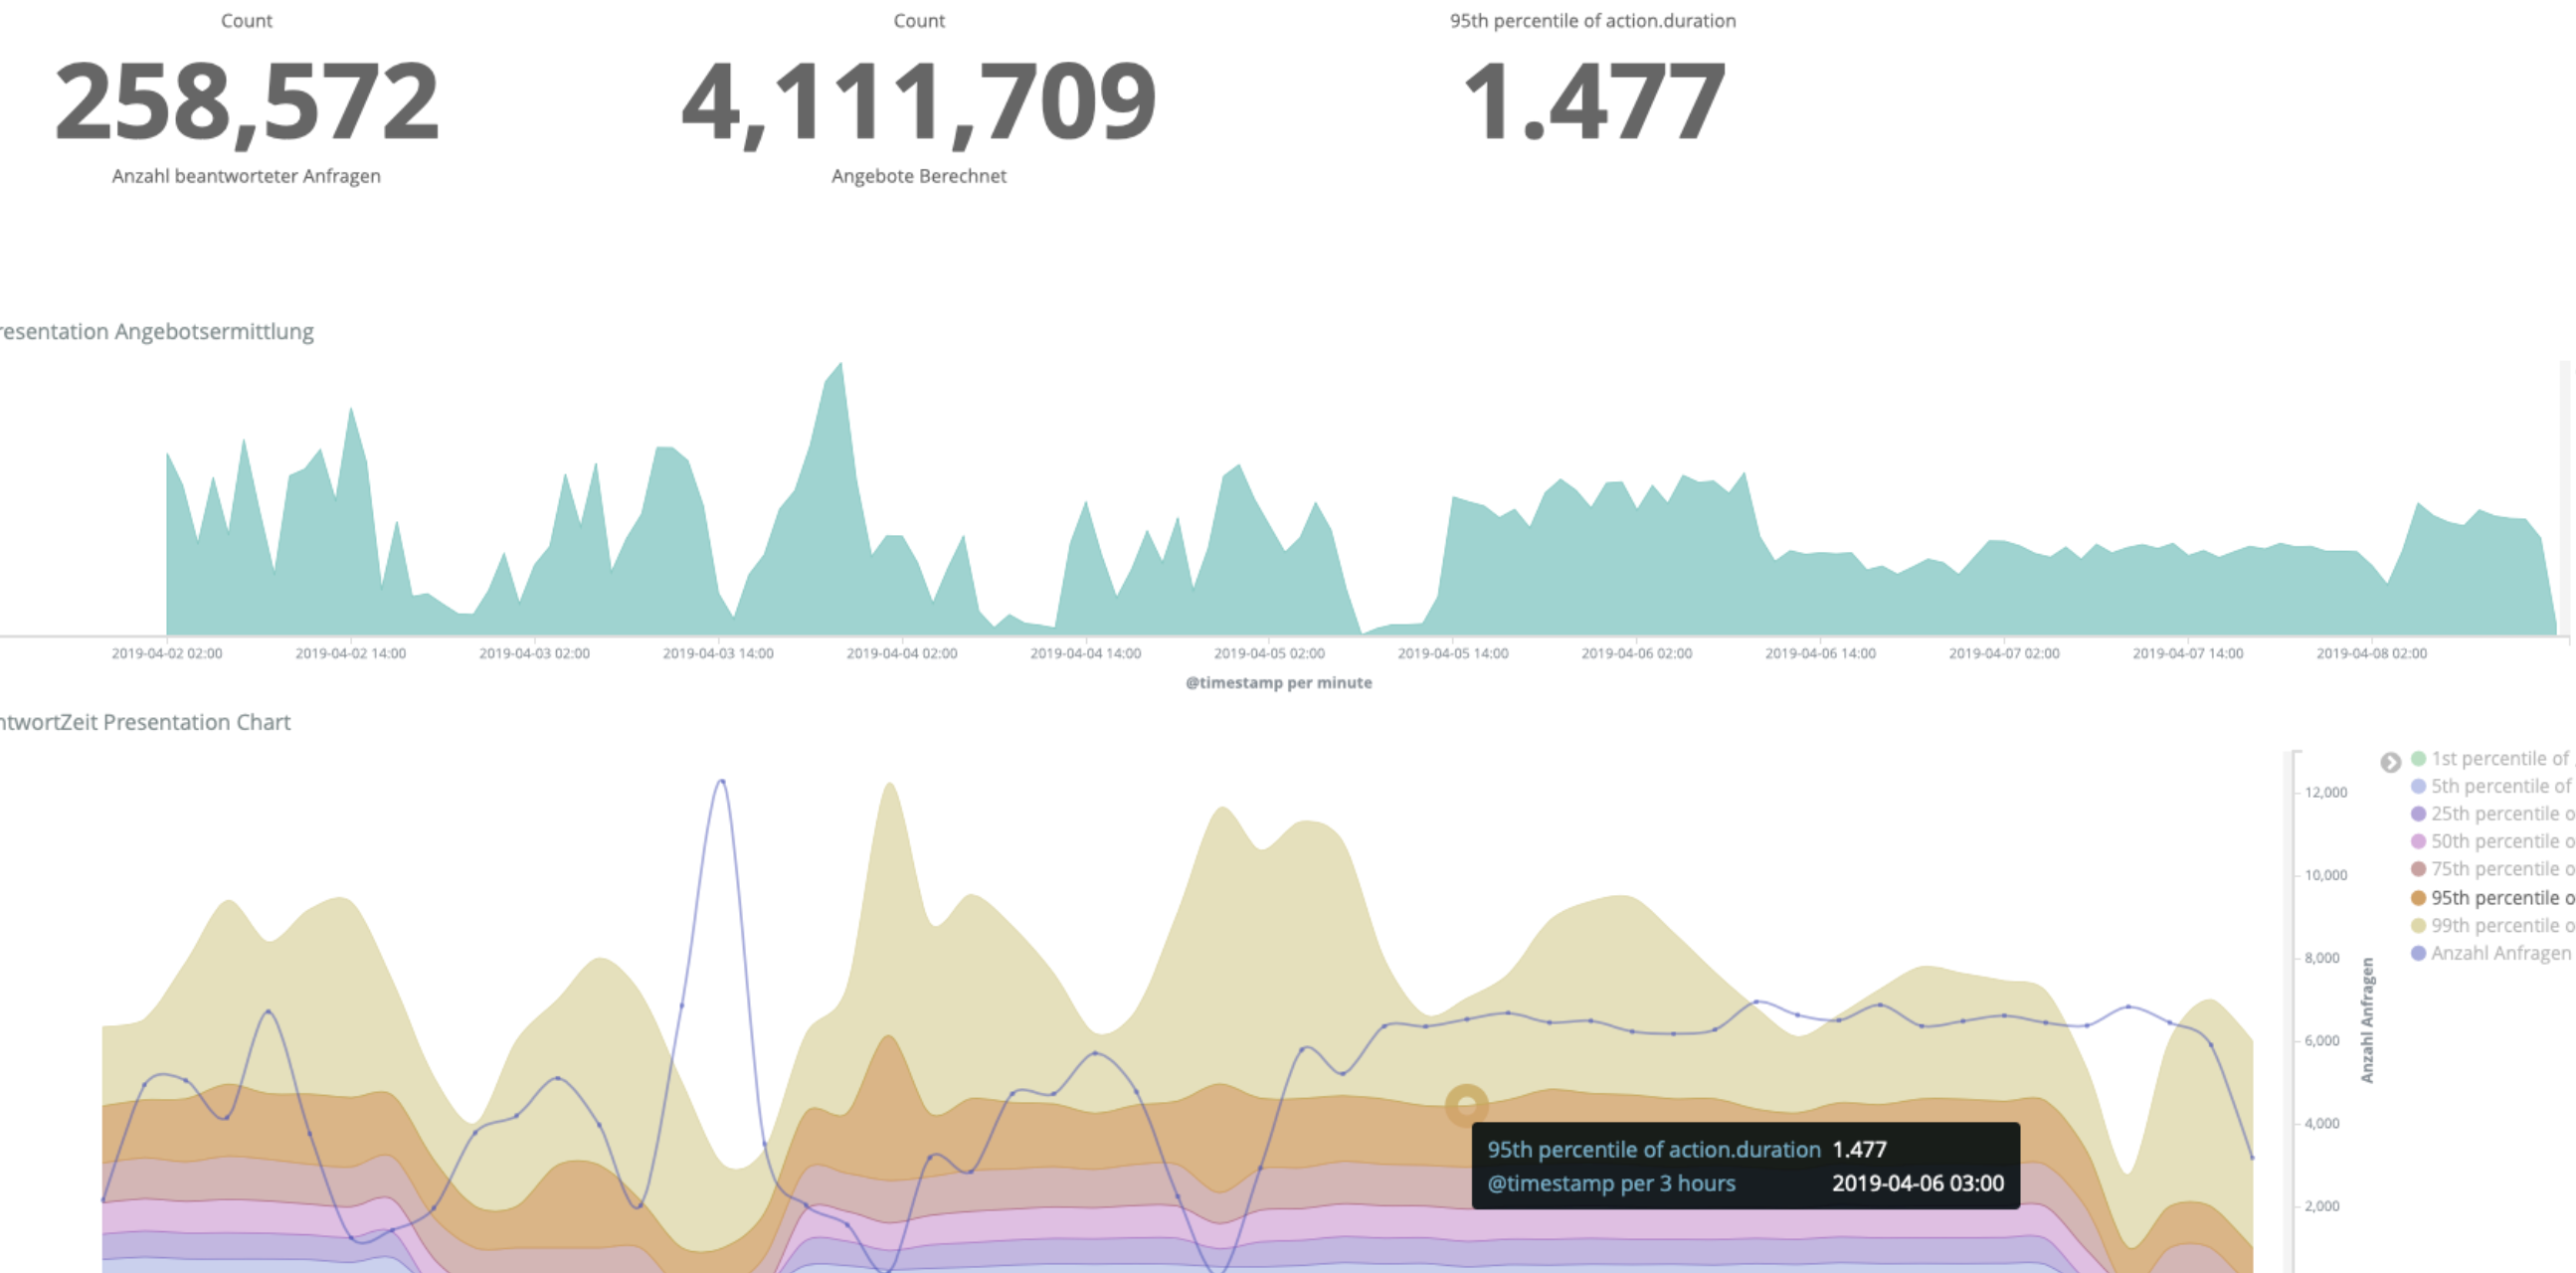 Count
258,572
Anzahl beantworteter Anfragen
Count
4,111,709
Angebote Berechnet
95th percentile of action.duration
1.477
resentation Angebotsermittlung
2019-04-02 02:00 2019-04-02 14:00 2019-04-03 02:00 2019-04-03 14:00 2019-04-04 02:00 2019-04-04 14:00 2019-04-05 02:00 2019-04-05 14:00 2019-04-06 02:00 2019-04-06 14:00 2019-04-07 02:00 2019-04-07 14:00 2019-04-08 02:00
@timestamp per minute
ntwortZeit Presentation Chart
12,000
10,000
8,000
6,000
4,000
2,000
Anzahl Anfragen
1st percentile of
5th percentile of
25th percentile o
50th percentile o
75th percentile o
95th percentile o
99th percentile o
Anzahl Anfragen
95th percentile of action.duration 1.477
@timestamp per 3 hours 2019-04-06 03:00